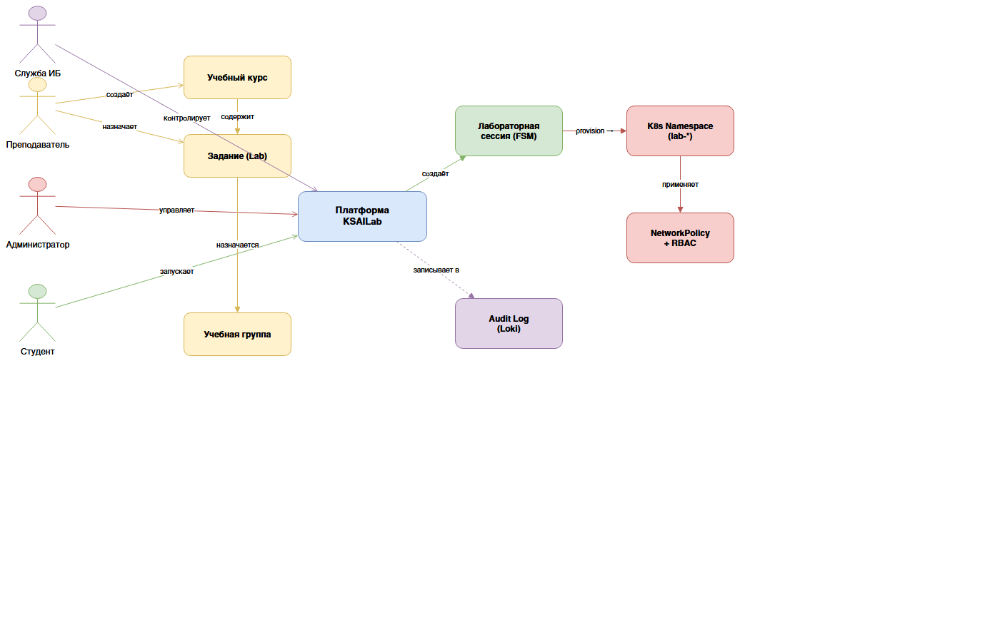 Служба ИБ
Учебный курс
создаёт
контролирует
содержит
назначает
Преподаватель
Задание (Lab)
Лабораторная
сессия (FSM)
provision →
K8s Namespace
(lab-*)
создаёт
применяет
управляет
Платформа
KSAILab
NetworkPolicy
+ RBAC
Администратор
назначается
запускает
записывает в
Audit Log
(Loki)
Учебная группа
Студент